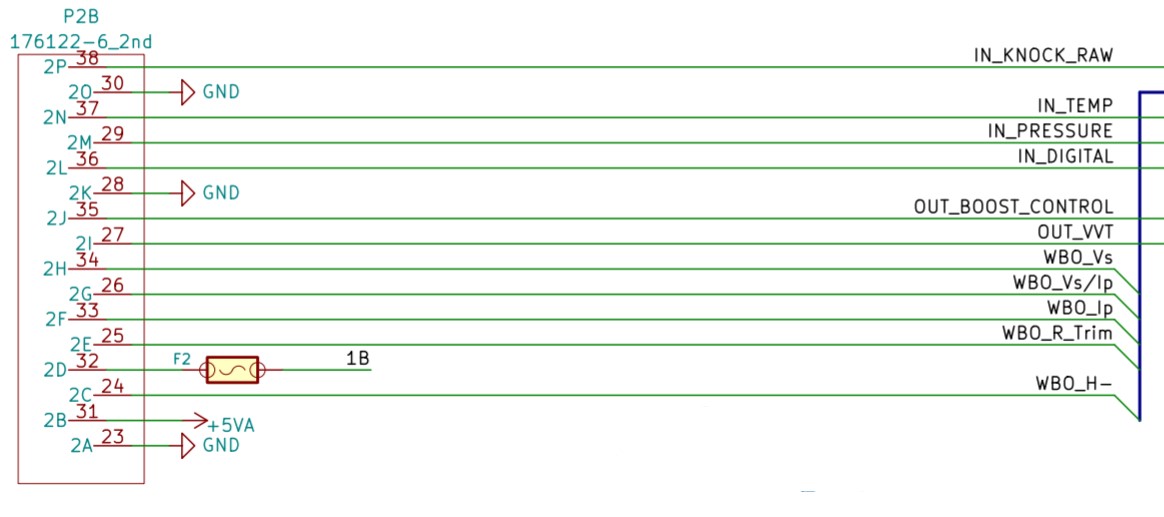 P2B
176122-6_2nd
2P 38 IN_KNOCK_RAW
2O 30 GND
2N 37 IN_TEMP
2M 29 IN_PRESSURE
2L 36 IN_DIGITAL
2K 28 GND
2J 35 OUT_BOOST_CONTROL
2I 27 OUT_VVT
2H 34 WBO_Vs
2G 26 WBO_Vs/Ip
2F 33 WBO_Ip
2E 25 WBO_R_Trim
2D 32 F2 1B
2C 24 WBO_H-
2B 31 +5VA
2A 23 GND